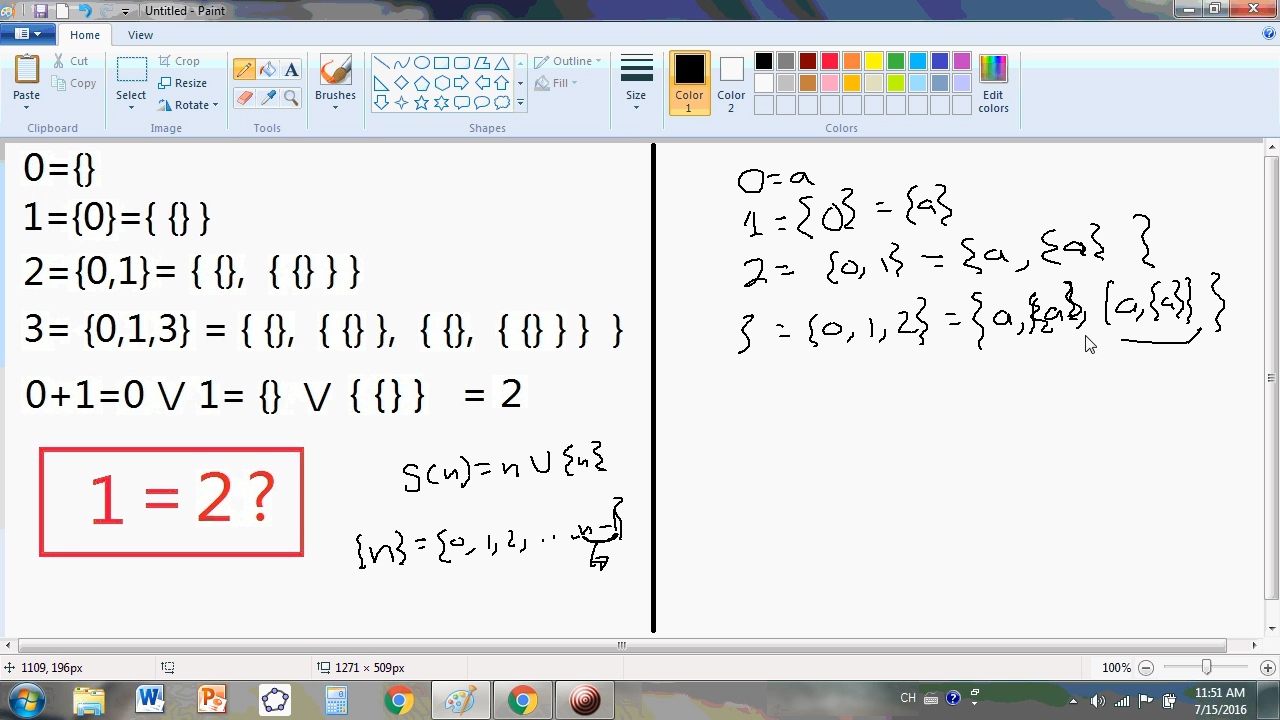 Untitled - Paint
Home View
Paste
Cut
Copy
Clipboard
Select
Crop
Resize
Rotate
Image
Tools
Brushes
Shapes
Outline
Fill
Size
Color 1
Color 2
Edit colors
Colors
0={}
1={0}={ {} }
2={0,1}= { {}, { {} } }
3= {0,1,3} = { {}, { {} }, { {}, { {} } } }
0+1=0 ∨ 1= {} ∨ { {} } = 2
1 = 2 ?
S(n)=n ∪ {n}
{n} = {0, 1, 2, ... n-1}
0=a
1 = {0} = {a}
2 = {0, 1} = {a, {a} }
3 = {0, 1, 2} = {a, {a}, {a, {a}} }
1109, 196px
1271 × 509px
100%
CH
11:51 AM
7/15/2016